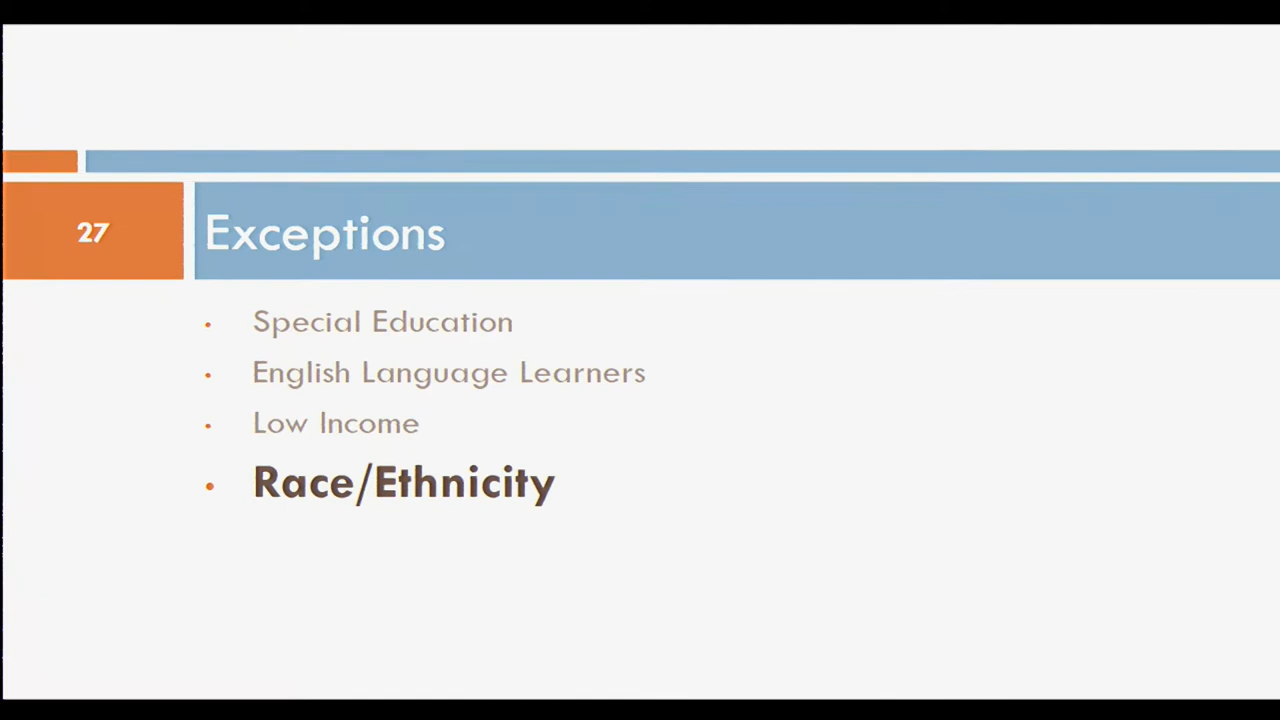 27
Exceptions
• Special Education
• English Language Learners
• Low Income
• Race/Ethnicity